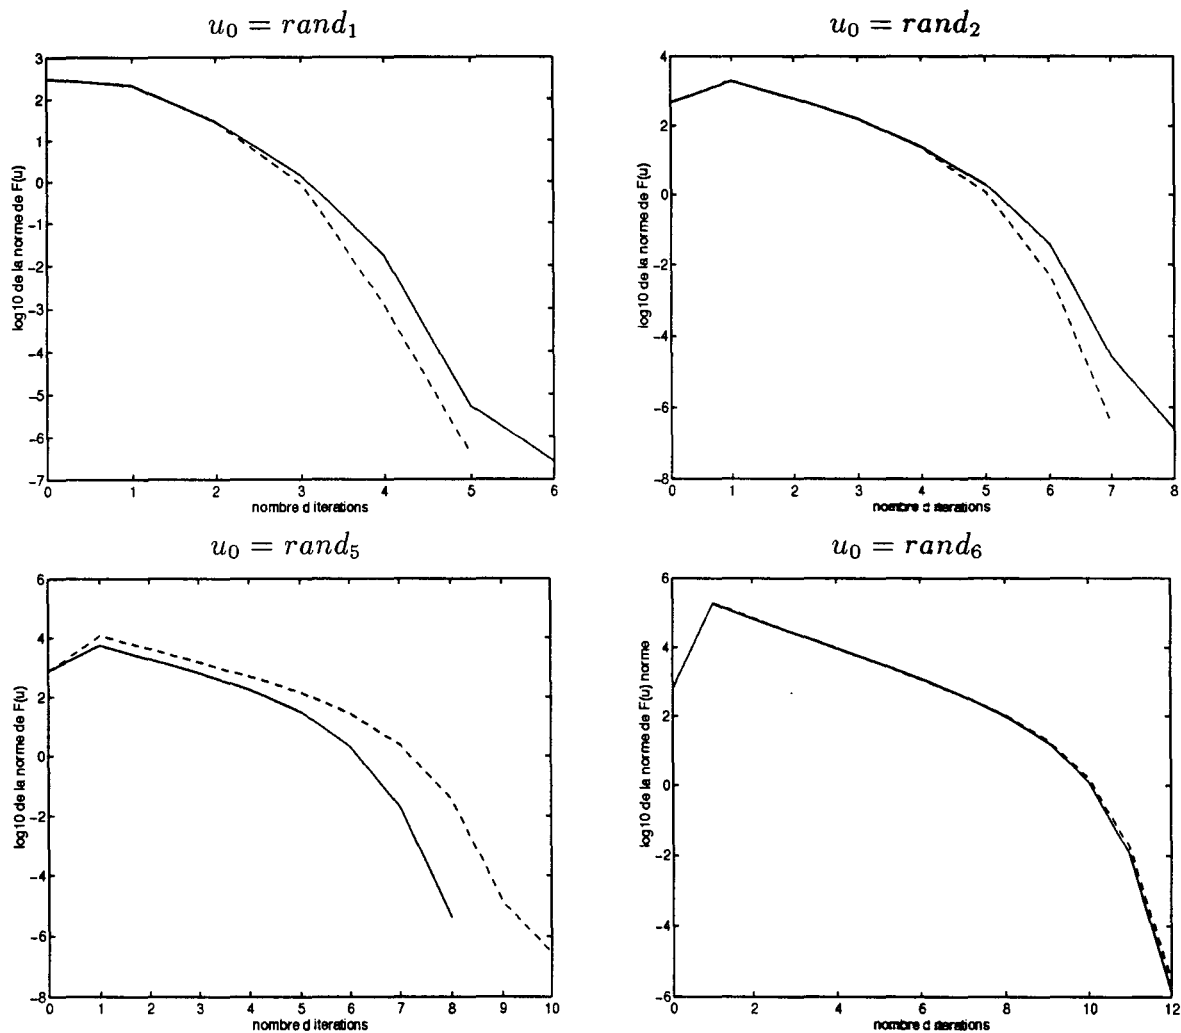 u₀ = rand₁
3
2
1
0
−1
−2
−3
−4
−5
−6
−7
log10 de la norme de F(u)
0 1 2 3 4 5 6
nombre d iterations
u₀ = rand₂
4
2
0
−2
−4
−6
−8
log10 de la norme de F(u)
0 1 2 3 4 5 6 7 8
nombre d iterations
u₀ = rand₅
6
4
2
0
−2
−4
−6
−8
log10 de la norme de F(u)
0 1 2 3 4 5 6 7 8 9 10
nombre d iterations
u₀ = rand₆
6
4
2
0
−2
−4
−6
log10 de la norme de F(u) norme
0 2 4 6 8 10 12
nombre d iterations